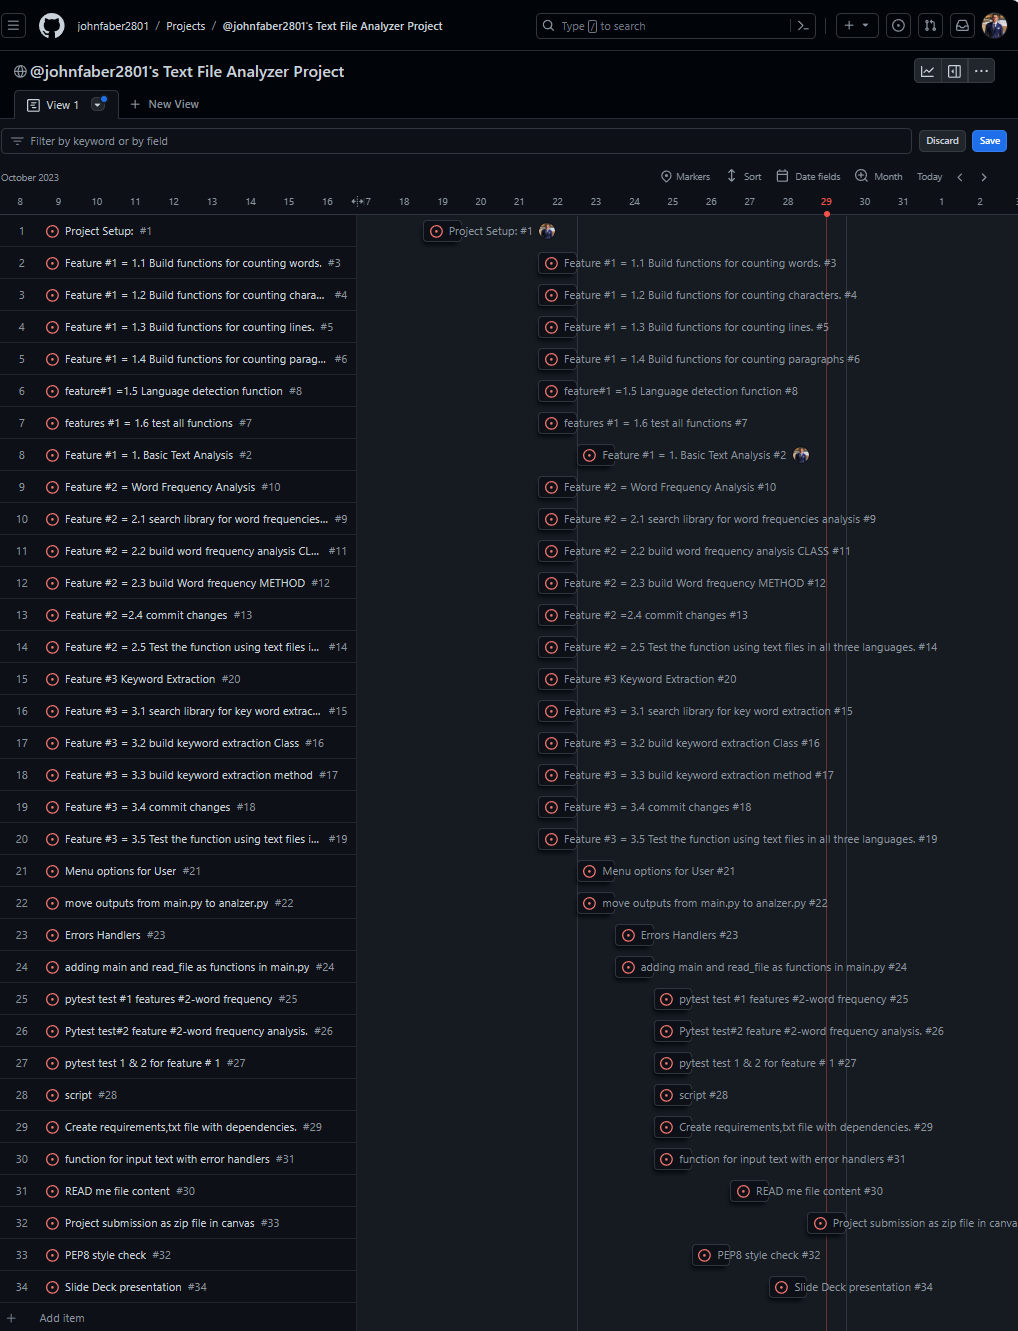 johnfaber2801 / Projects / @johnfaber2801's Text File Analyzer Project
Type / to search
@johnfaber2801's Text File Analyzer Project
View 1
New View
Filter by keyword or by field
Discard
Save
October 2023
Markers Sort Date fields Month Today
8 9 10 11 12 13 14 15 16 17 18 19 20 21 22 23 24 25 26 27 28 29 30 31 1 2
1 Project Setup: #1 Project Setup: #1
2 Feature #1 = 1.1 Build functions for counting words. #3 Feature #1 = 1.1 Build functions for counting words. #3
3 Feature #1 = 1.2 Build functions for counting chara... #4 Feature #1 = 1.2 Build functions for counting characters. #4
4 Feature #1 = 1.3 Build functions for counting lines. #5 Feature #1 = 1.3 Build functions for counting lines. #5
5 Feature #1 = 1.4 Build functions for counting parag... #6 Feature #1 = 1.4 Build functions for counting paragraphs #6
6 feature#1 =1.5 Language detection function #8 feature#1 =1.5 Language detection function #8
7 features #1 = 1.6 test all functions #7 features #1 = 1.6 test all functions #7
8 Feature #1 = 1. Basic Text Analysis #2 Feature #1 = 1. Basic Text Analysis #2
9 Feature #2 = Word Frequency Analysis #10 Feature #2 = Word Frequency Analysis #10
10 Feature #2 = 2.1 search library for word frequencies... #9 Feature #2 = 2.1 search library for word frequencies analysis #9
11 Feature #2 = 2.2 build word frequency analysis CL... #11 Feature #2 = 2.2 build word frequency analysis CLASS #11
12 Feature #2 = 2.3 build Word frequency METHOD #12 Feature #2 = 2.3 build Word frequency METHOD #12
13 Feature #2 =2.4 commit changes #13 Feature #2 =2.4 commit changes #13
14 Feature #2 = 2.5 Test the function using text files i... #14 Feature #2 = 2.5 Test the function using text files in all three languages. #14
15 Feature #3 Keyword Extraction #20 Feature #3 Keyword Extraction #20
16 Feature #3 = 3.1 search library for key word extrac... #15 Feature #3 = 3.1 search library for key word extraction #15
17 Feature #3 = 3.2 build keyword extraction Class #16 Feature #3 = 3.2 build keyword extraction Class #16
18 Feature #3 = 3.3 build keyword extraction method #17 Feature #3 = 3.3 build keyword extraction method #17
19 Feature #3 = 3.4 commit changes #18 Feature #3 = 3.4 commit changes #18
20 Feature #3 = 3.5 Test the function using text files i... #19 Feature #3 = 3.5 Test the function using text files in all three languages. #19
21 Menu options for User #21 Menu options for User #21
22 move outputs from main.py to analzer.py #22 move outputs from main.py to analzer.py #22
23 Errors Handlers #23 Errors Handlers #23
24 adding main and read_file as functions in main.py #24 adding main and read_file as functions in main.py #24
25 pytest test #1 features #2-word frequency #25 pytest test #1 features #2-word frequency #25
26 Pytest test#2 feature #2-word frequency analysis. #26 Pytest test#2 feature #2-word frequency analysis. #26
27 pytest test 1 & 2 for feature # 1 #27 pytest test 1 & 2 for feature # 1 #27
28 script #28 script #28
29 Create requirements,txt file with dependencies. #29 Create requirements,txt file with dependencies. #29
30 function for input text with error handlers #31 function for input text with error handlers #31
31 READ me file content #30 READ me file content #30
32 Project submission as zip file in canvas #33 Project submission as zip file in canva
33 PEP8 style check #32 PEP8 style check #32
34 Slide Deck presentation #34 Slide Deck presentation #34
Add item